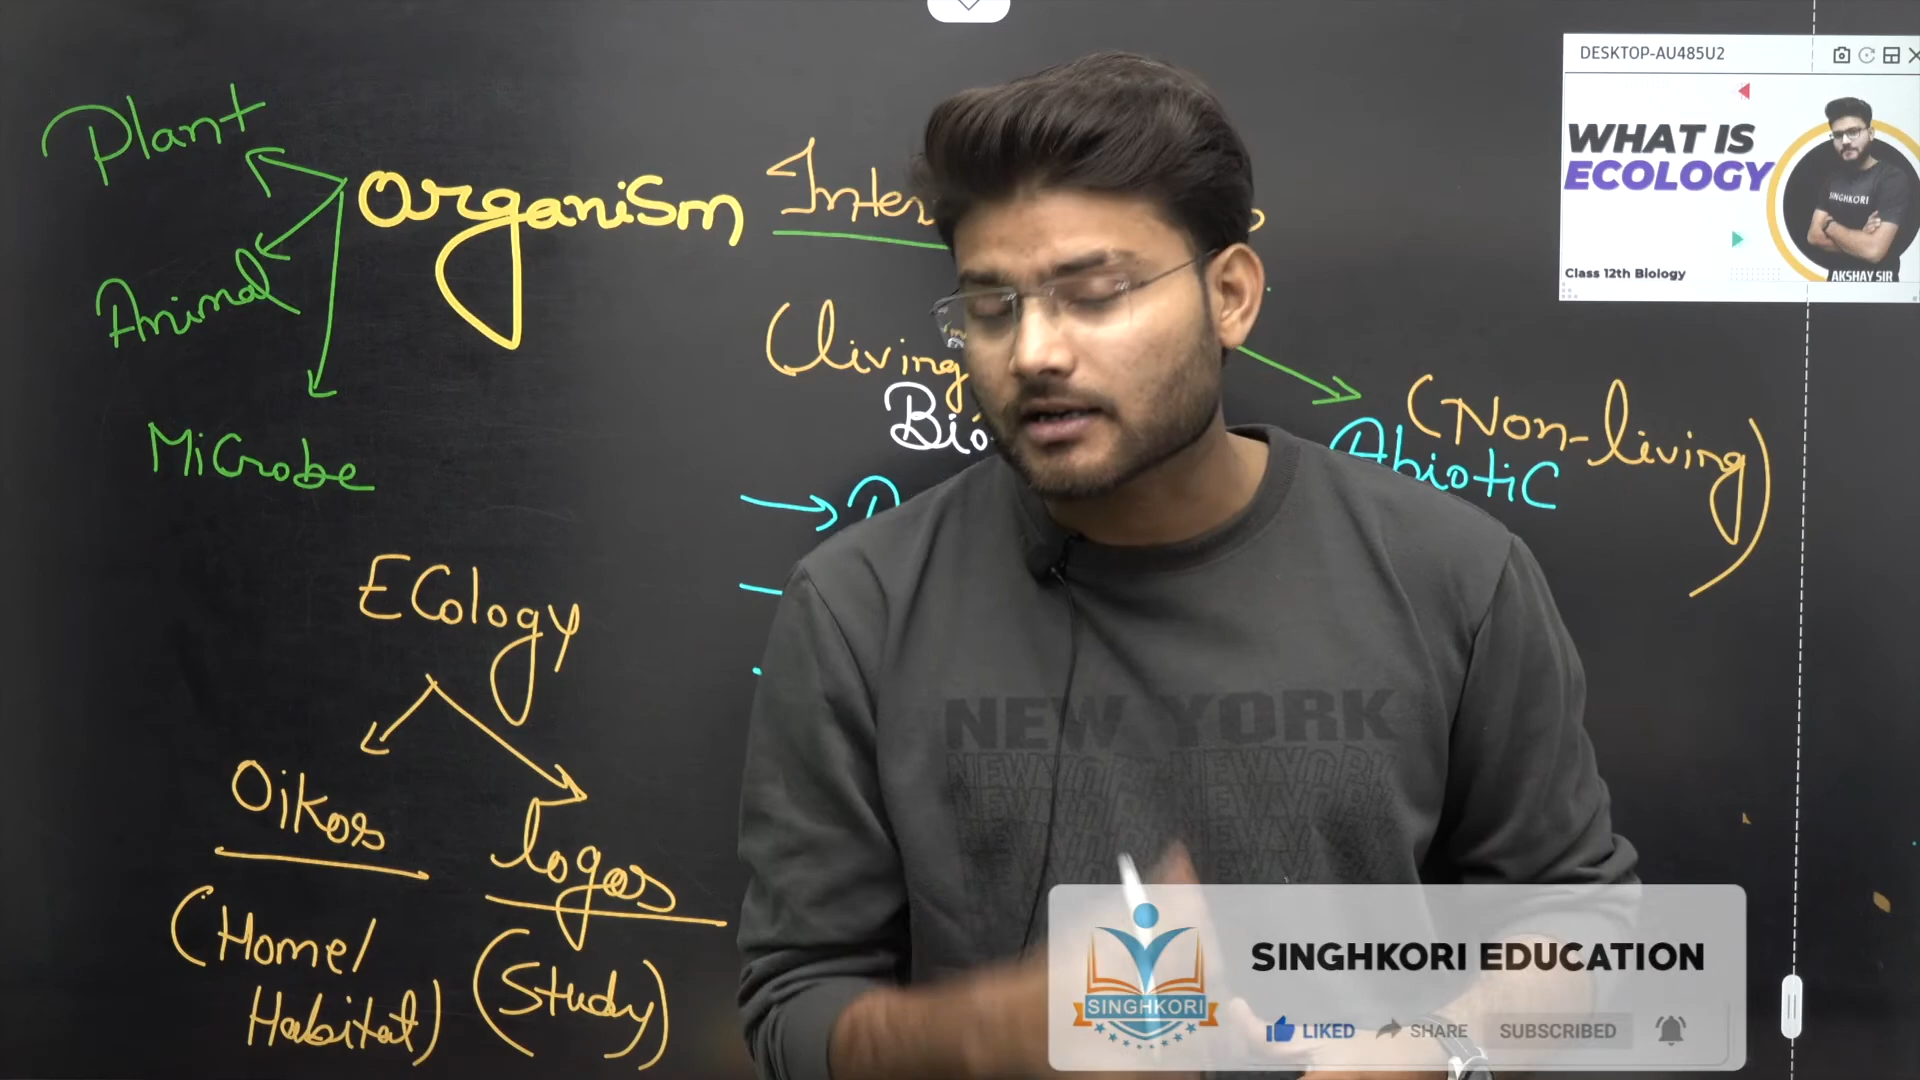 Plant
organism
Animal
(living
Bio
MiCrobe
(Non-living)
AbiotiC
ECology
Oikos
logos
(Home/
Habitat)
(Study)
DESKTOP-AU485U2
WHAT IS
ECOLOGY
SINGHKORI
Class 12th Biology
AKSHAY SIR
NEW YORK
SINGHKORI EDUCATION
SINGHKORI
LIKED
SHARE
SUBSCRIBED